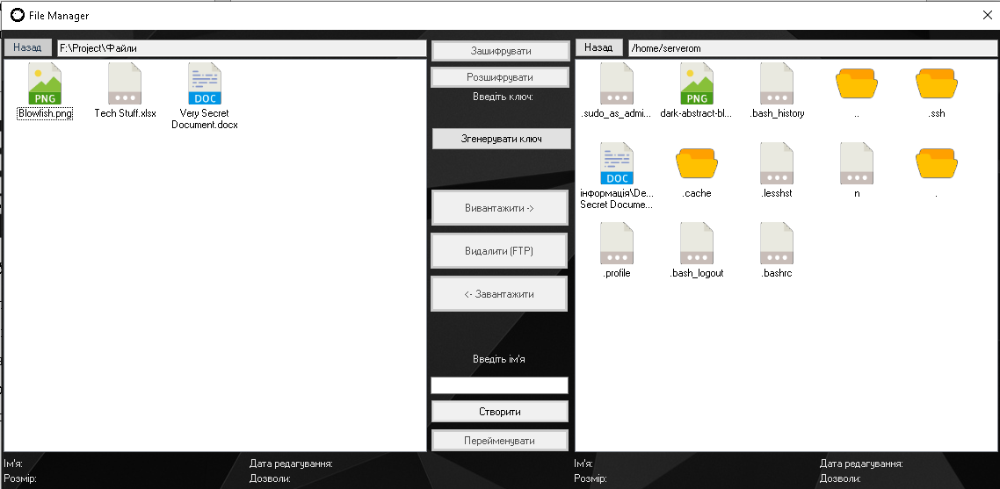 File Manager
Назад
F:\Project\Файли
Blowfish.png
Tech Stuff.xlsx
Very Secret
Document.docx
PNG
DOC
Зашифрувати
Розшифрувати
Введіть ключ:
Згенерувати ключ
Вивантажити ->
Видалити (FTP)
<- Завантажити
Введіть ім'я
Створити
Перейменувати
Назад
/home/serverom
.sudo_as_admi...
PNG
dark-abstract-bl...
.bash_history
..
.ssh
DOC
інформація\De...
Secret Docume...
.cache
.lesshst
n
.
.profile
.bash_logout
.bashrc
Ім'я:
Дата редагування:
Розмір:
Дозволи:
Ім'я:
Дата редагування:
Розмір:
Дозволи: